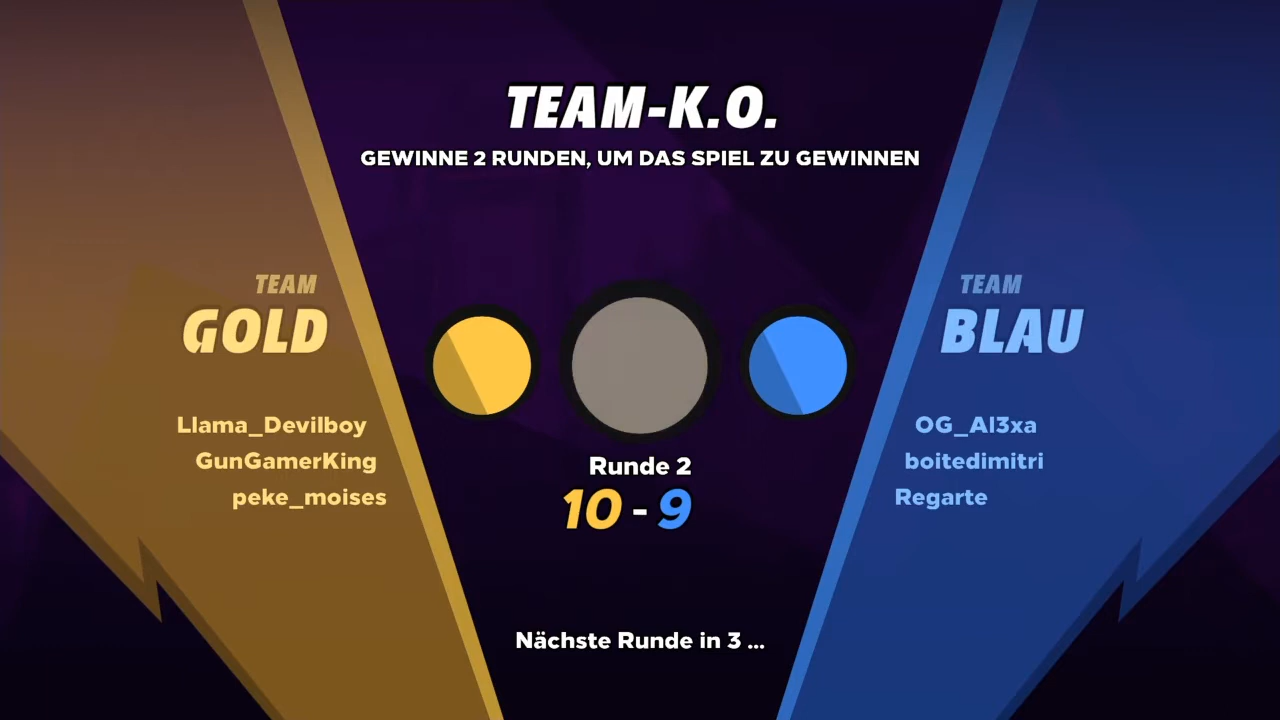 TEAM-K.O.
GEWINNE 2 RUNDEN, UM DAS SPIEL ZU GEWINNEN
TEAM
GOLD
Llama_Devilboy
GunGamerKing
peke_moises
Runde 2
10 - 9
TEAM
BLAU
OG_Al3xa
boitedimitri
Regarte
Nächste Runde in 3 ...